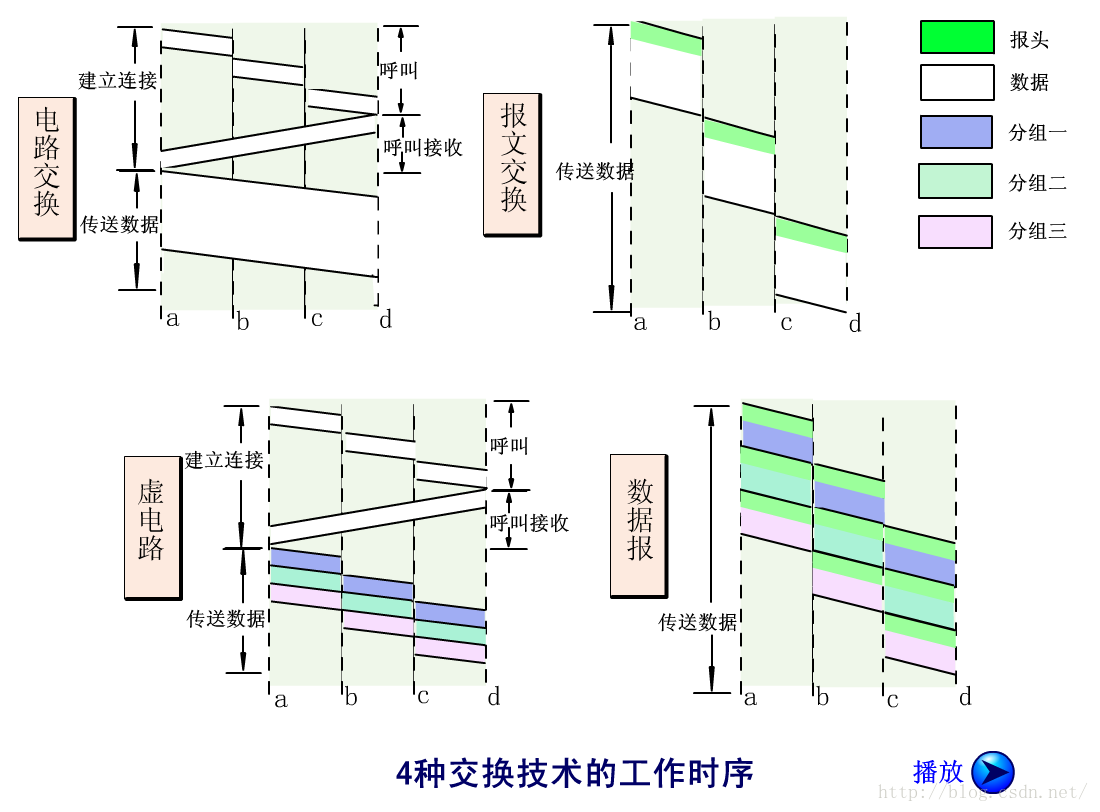 电路交换
建立连接
传送数据
呼叫
呼叫接收
a
b
c
d
报文交换
传送数据
a
b
c
d
报头
数据
分组一
分组二
分组三
虚电路
建立连接
传送数据
呼叫
呼叫接收
a
b
c
d
数据报
传送数据
a
b
c
d
4种交换技术的工作时序
播放
http://blog.csdn.net/